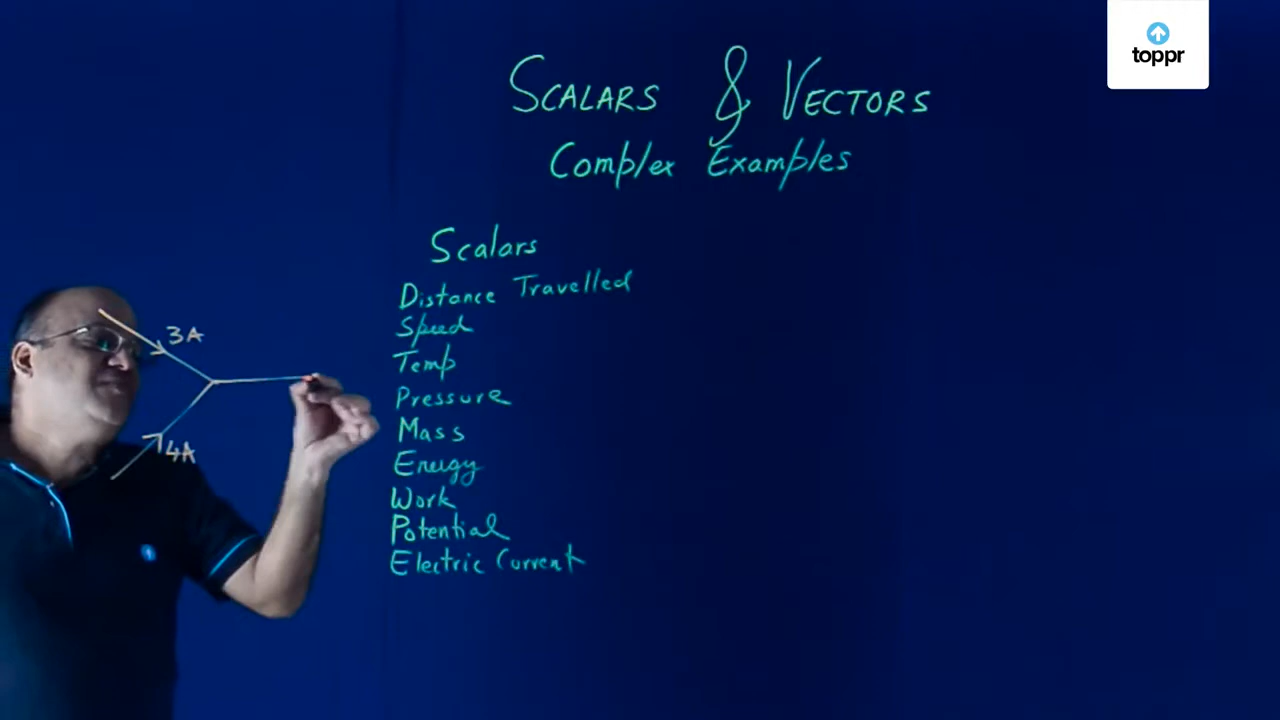 toppr
SCALARS & VECTORS
Complex Examples
Scalars
Distance Travelled
Speed
Temp
Pressure
Mass
Energy
Work
Potential
Electric Current
3A
4A